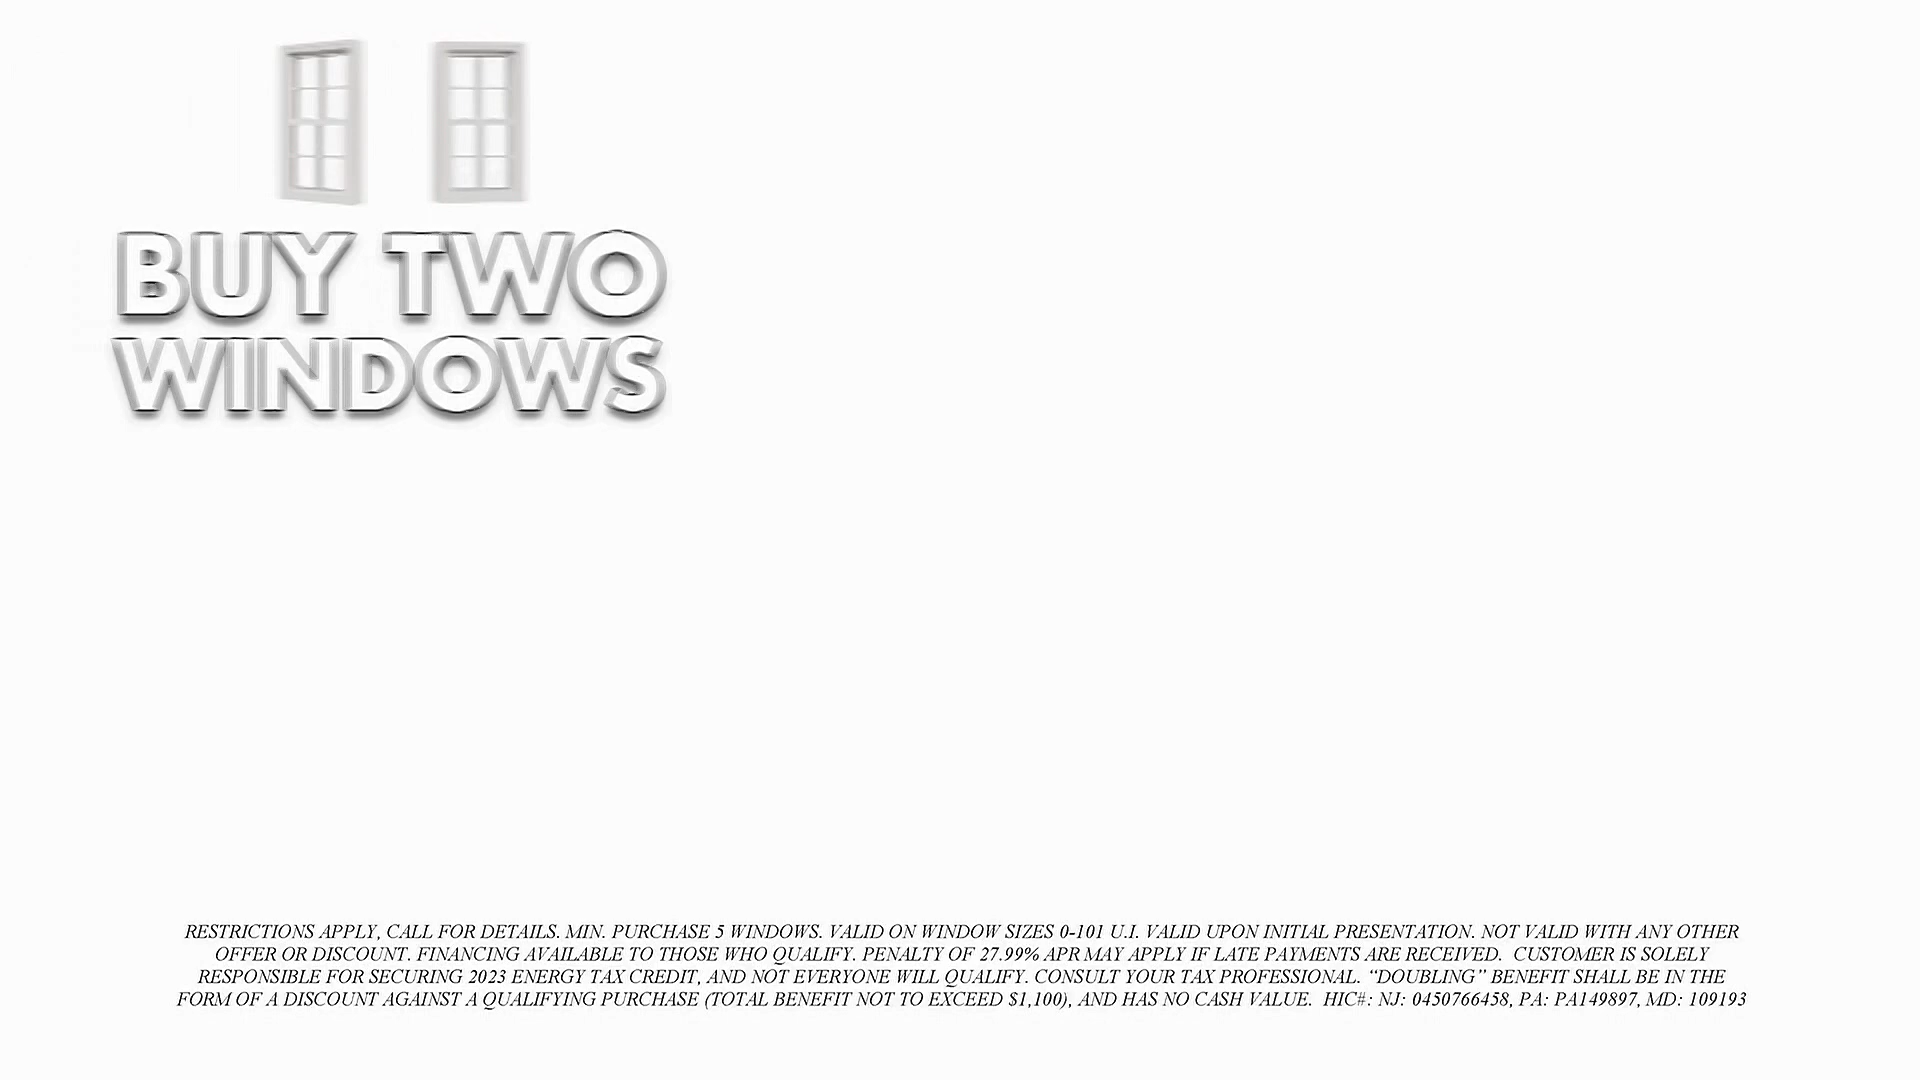 BUY TWO
WINDOWS
RESTRICTIONS APPLY, CALL FOR DETAILS. MIN. PURCHASE 5 WINDOWS. VALID ON WINDOW SIZES 0-101 U.I. VALID UPON INITIAL PRESENTATION. NOT VALID WITH ANY OTHER
OFFER OR DISCOUNT. FINANCING AVAILABLE TO THOSE WHO QUALIFY. PENALTY OF 27.99% APR MAY APPLY IF LATE PAYMENTS ARE RECEIVED.  CUSTOMER IS SOLELY
RESPONSIBLE FOR SECURING 2023 ENERGY TAX CREDIT, AND NOT EVERYONE WILL QUALIFY. CONSULT YOUR TAX PROFESSIONAL. “DOUBLING” BENEFIT SHALL BE IN THE
FORM OF A DISCOUNT AGAINST A QUALIFYING PURCHASE (TOTAL BENEFIT NOT TO EXCEED $1,100), AND HAS NO CASH VALUE.  HIC#: NJ: 0450766458, PA: PA149897, MD: 109193